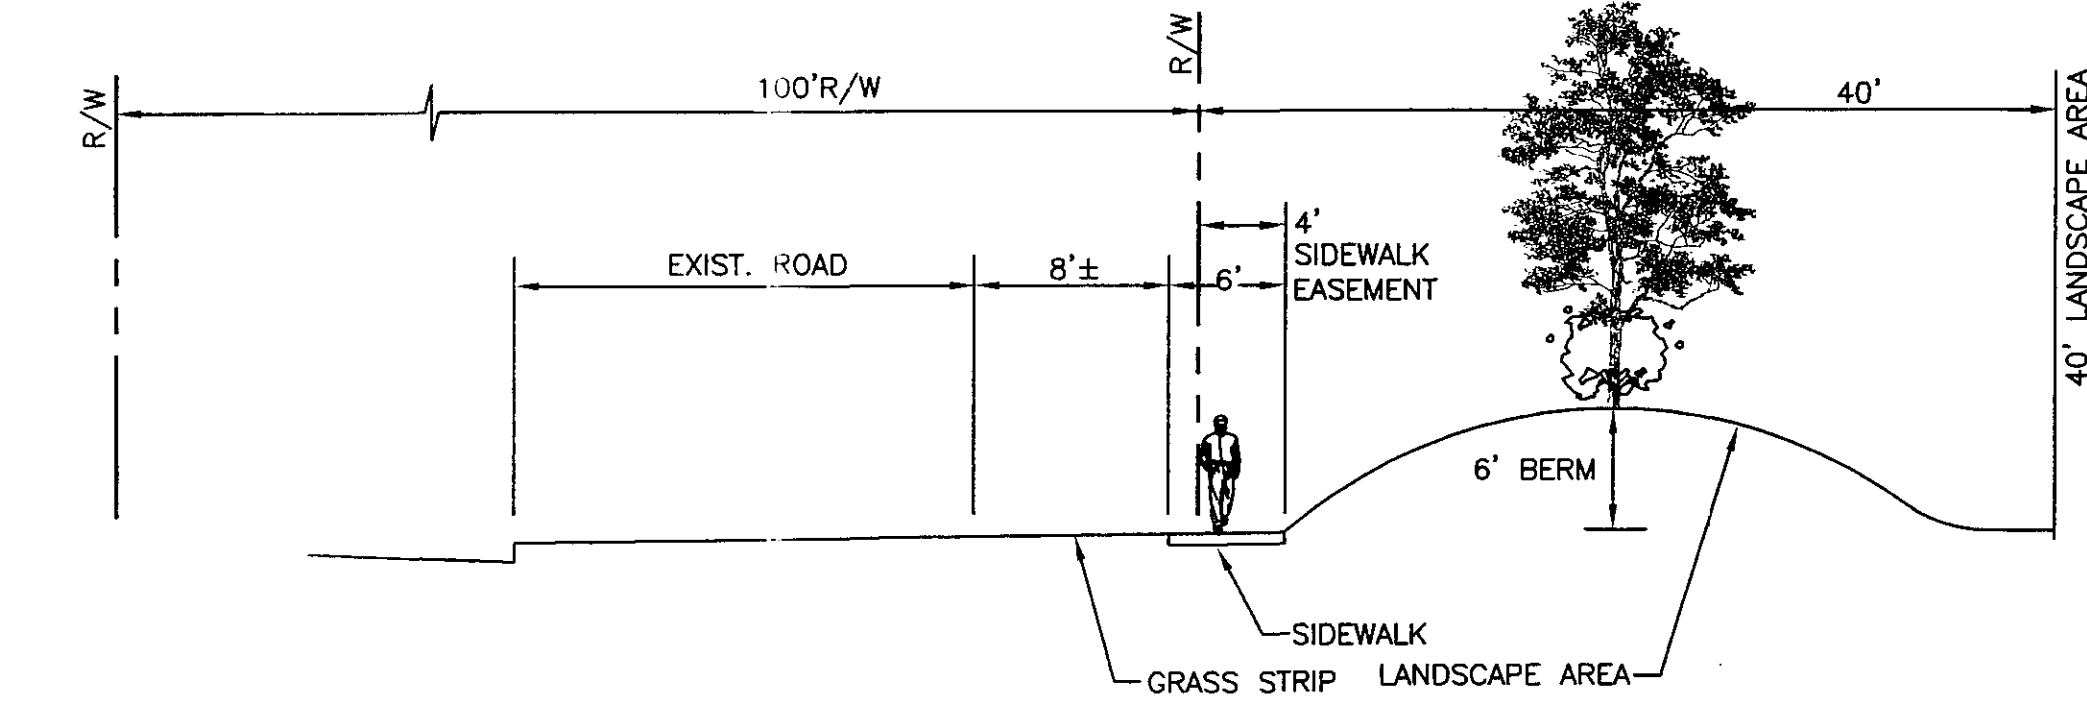 R/W
100'R/W
R/W
40'
40' LANDSCAPE AREA
EXIST. ROAD
8'±
6'
4'
SIDEWALK
EASEMENT
6' BERM
SIDEWALK
GRASS STRIP
LANDSCAPE AREA